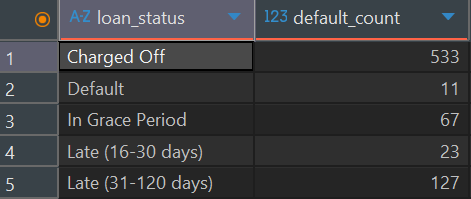 A-Z loan_status 123 default_count
1 Charged Off 533
2 Default 11
3 In Grace Period 67
4 Late (16-30 days) 23
5 Late (31-120 days) 127